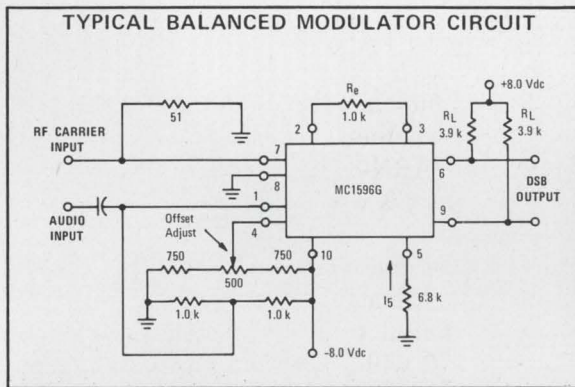 TYPICAL BALANCED MODULATOR CIRCUIT
+8.0 Vdc
51
Re
1.0 k
RL
3.9 k
RL
3.9 k
2
3
RF CARRIER
INPUT
7
6
8
MC1596G
DSB
OUTPUT
1
9
AUDIO
INPUT
Offset
Adjust
4
10
5
750
750
500
I5
6.8 k
1.0 k
1.0 k
-8.0 Vdc